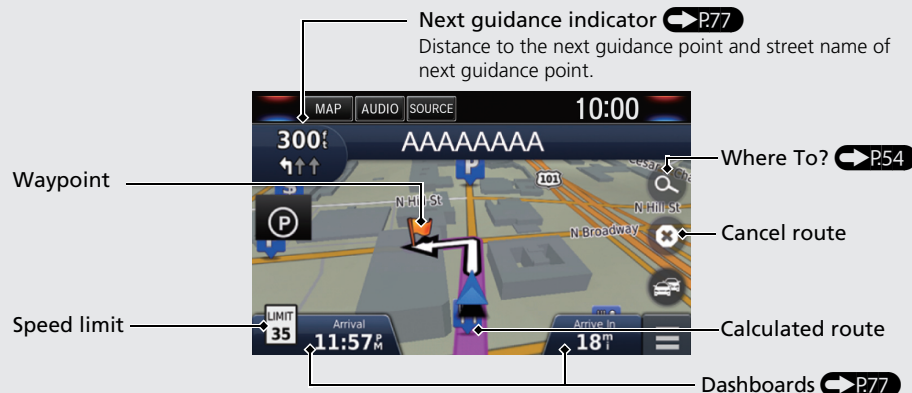 Next guidance indicator P.77
Distance to the next guidance point and street name of
next guidance point.
MAP AUDIO SOURCE 10:00
300ft
AAAAAAAA
P
101
Where To? P.54
Waypoint
N Hill St
N Hill St
P
N Broadway
Cancel route
Speed limit
LIMIT
35
Arrival
11:57PM
Arrive In
18
Calculated route
Dashboards P.77